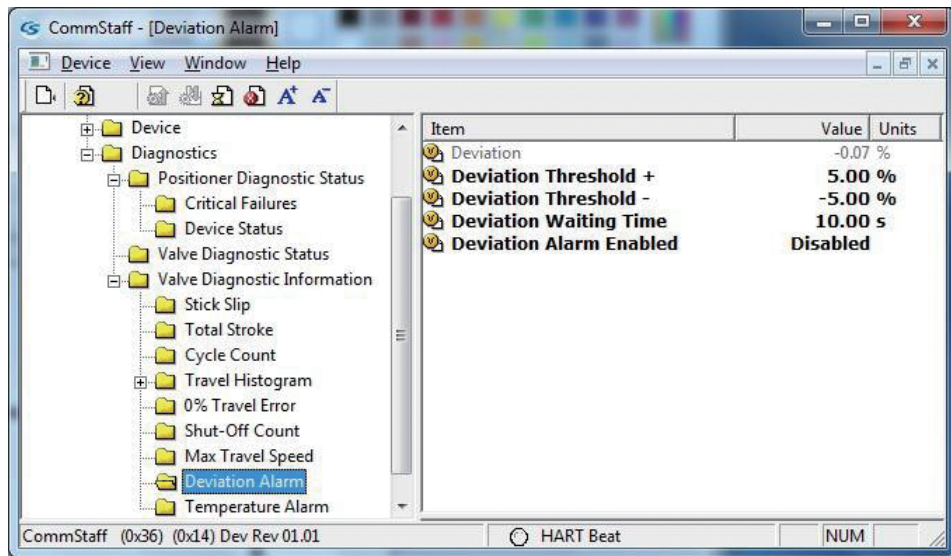 CommStaff - [Deviation Alarm]
Device View Window Help
A+ A-
Device
Diagnostics
Positioner Diagnostic Status
Critical Failures
Device Status
Valve Diagnostic Status
Valve Diagnostic Information
Stick Slip
Total Stroke
Cycle Count
Travel Histogram
0% Travel Error
Shut-Off Count
Max Travel Speed
Deviation Alarm
Temperature Alarm
Item Value Units
Deviation -0.07 %
Deviation Threshold + 5.00 %
Deviation Threshold - -5.00 %
Deviation Waiting Time 10.00 s
Deviation Alarm Enabled Disabled
CommStaff (0x36) (0x14) Dev Rev 01.01 HART Beat NUM